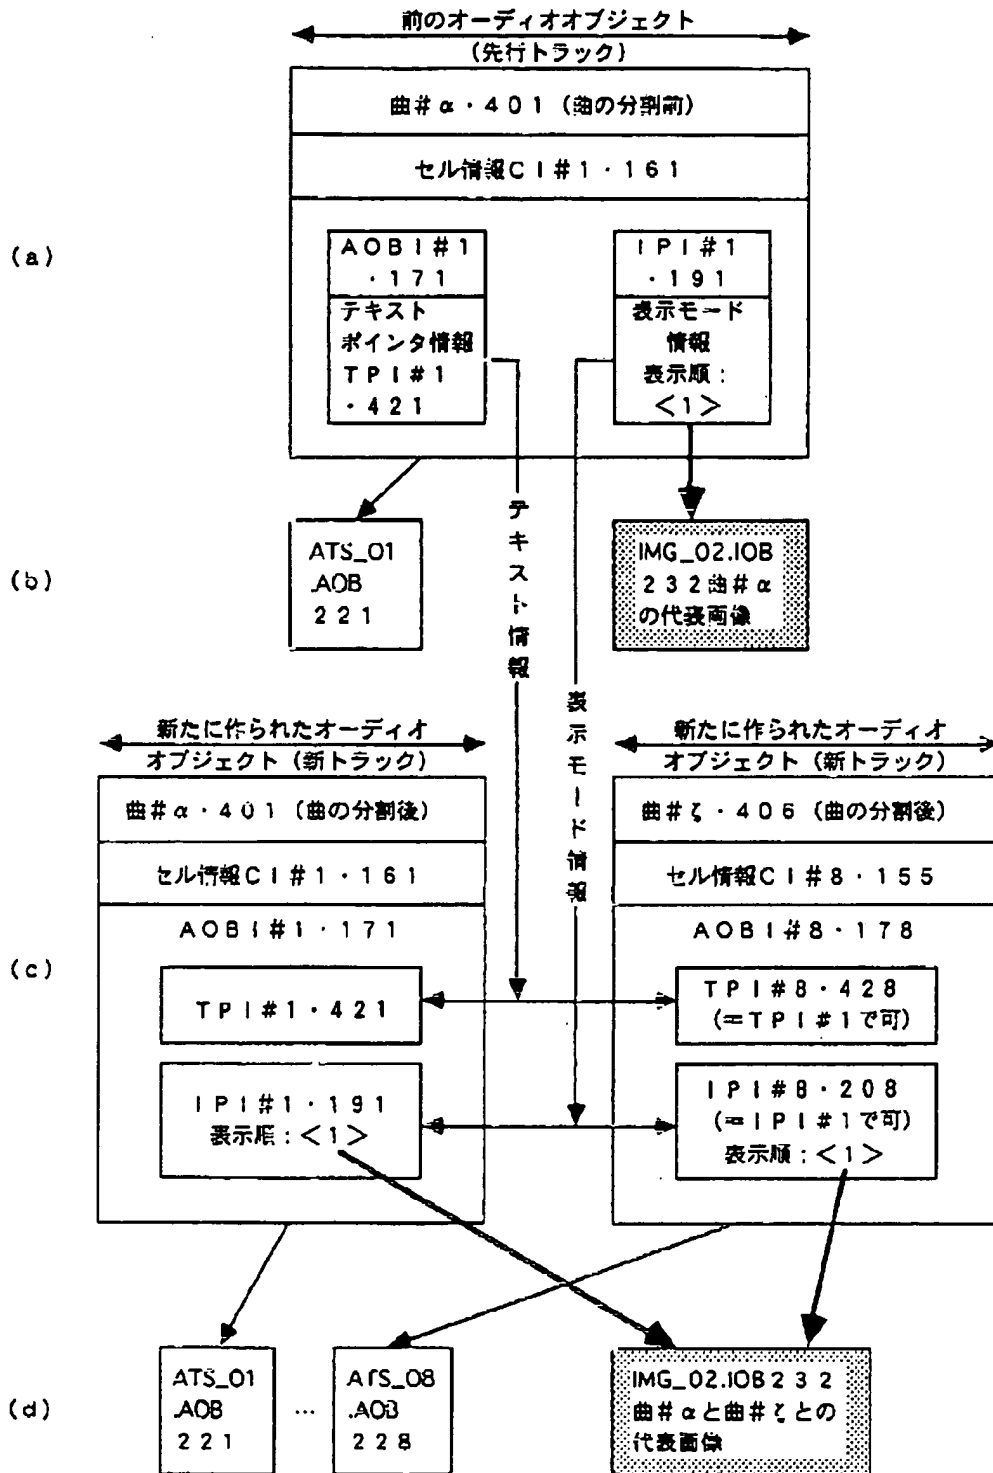 前のオーディオオブジェクト
(先行トラック)
曲#α・401(曲の分割前)
セル情報CI#1・161
(a)
AOBI#1
・171
テキスト
ポインタ情報
TPI#1
・421
IPI#1
・191
表示モード
情報
表示順:
<1>
テキスト情報
表示モード情報
(b)
ATS_01
.AOB
221
IMG_02.IOB
232曲#α
の代表画像
新たに作られたオーディオ
オブジェクト(新トラック)
新たに作られたオーディオ
オブジェクト(新トラック)
曲#α・401(曲の分割後)
セル情報CI#1・161
AOBI#1・171
曲#ζ・406(曲の分割後)
セル情報CI#8・155
AOBI#8・178
(c)
TPI#1・421
TPI#8・428
(=TPI#1で可)
IPI#1・191
表示順:<1>
IPI#8・208
(=IPI#1で可)
表示順:<1>
(d)
ATS_01
.AOB
221
…
ATS_08
.AOB
228
IMG_02.IOB232
曲#αと曲#ζとの
代表画像